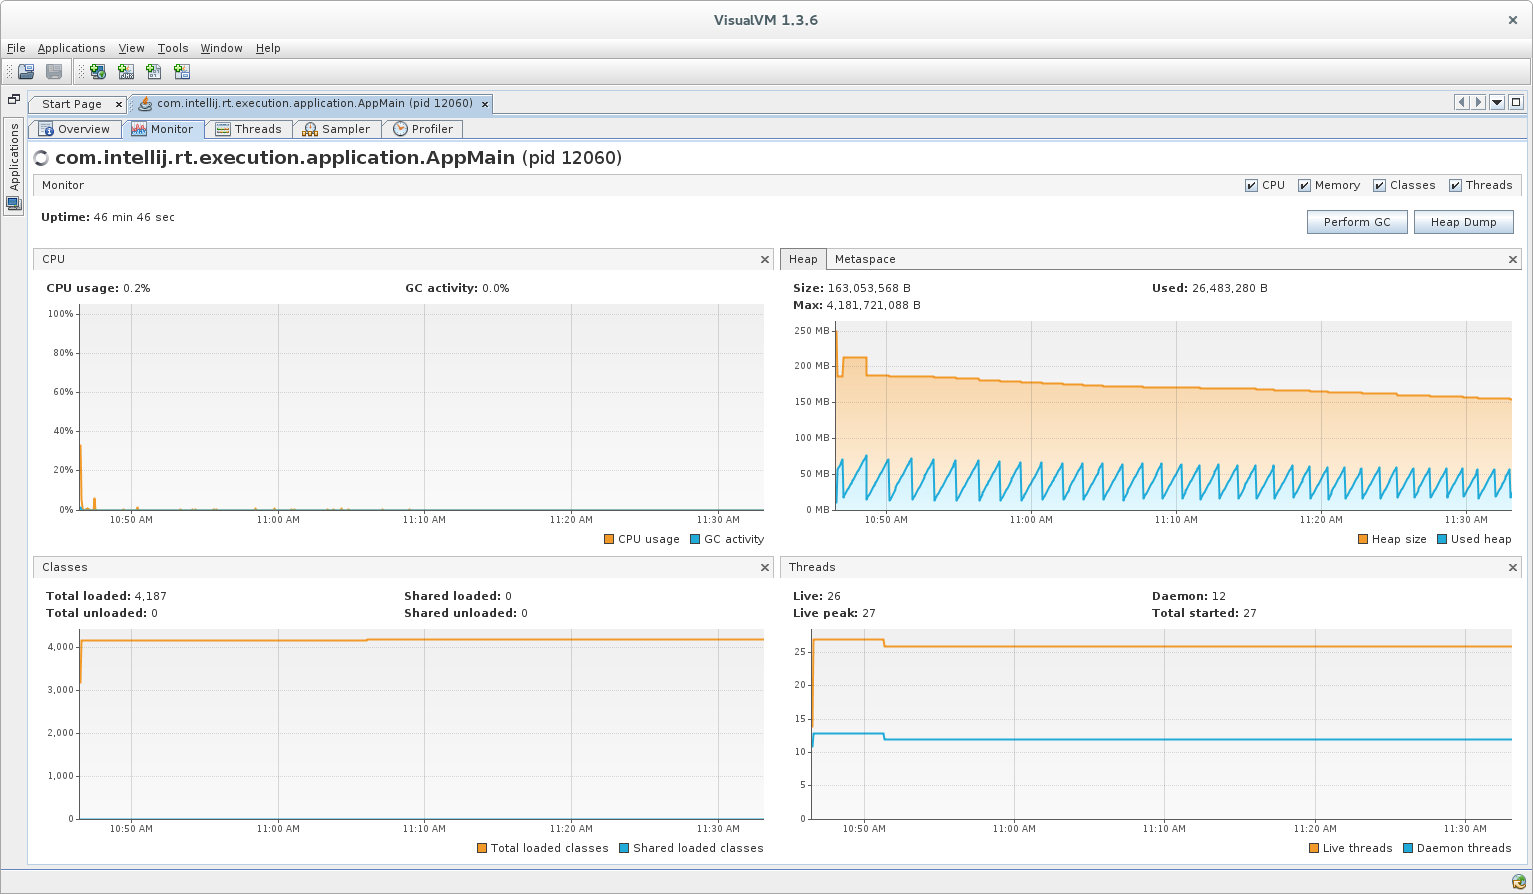 VisualVM 1.3.6
File Applications View Tools Window Help
Start Page
com.intellij.rt.execution.application.AppMain (pid 12060)
Applications
Overview Monitor Threads Sampler Profiler
com.intellij.rt.execution.application.AppMain (pid 12060)
Monitor
CPU Memory Classes Threads
Uptime: 46 min 46 sec
Perform GC Heap Dump
CPU
CPU usage: 0.2% GC activity: 0.0%
100%
80%
60%
40%
20%
0%
10:50 AM 11:00 AM 11:10 AM 11:20 AM 11:30 AM
CPU usage GC activity
Heap Metaspace
Size: 163,053,568 B Used: 26,483,280 B
Max: 4,181,721,088 B
250 MB
200 MB
150 MB
100 MB
50 MB
0 MB
10:50 AM 11:00 AM 11:10 AM 11:20 AM 11:30 AM
Heap size Used heap
Classes
Total loaded: 4,187 Shared loaded: 0
Total unloaded: 0 Shared unloaded: 0
4,000
3,000
2,000
1,000
0
10:50 AM 11:00 AM 11:10 AM 11:20 AM 11:30 AM
Total loaded classes Shared loaded classes
Threads
Live: 26 Daemon: 12
Live peak: 27 Total started: 27
25
20
15
10
5
0
10:50 AM 11:00 AM 11:10 AM 11:20 AM 11:30 AM
Live threads Daemon threads